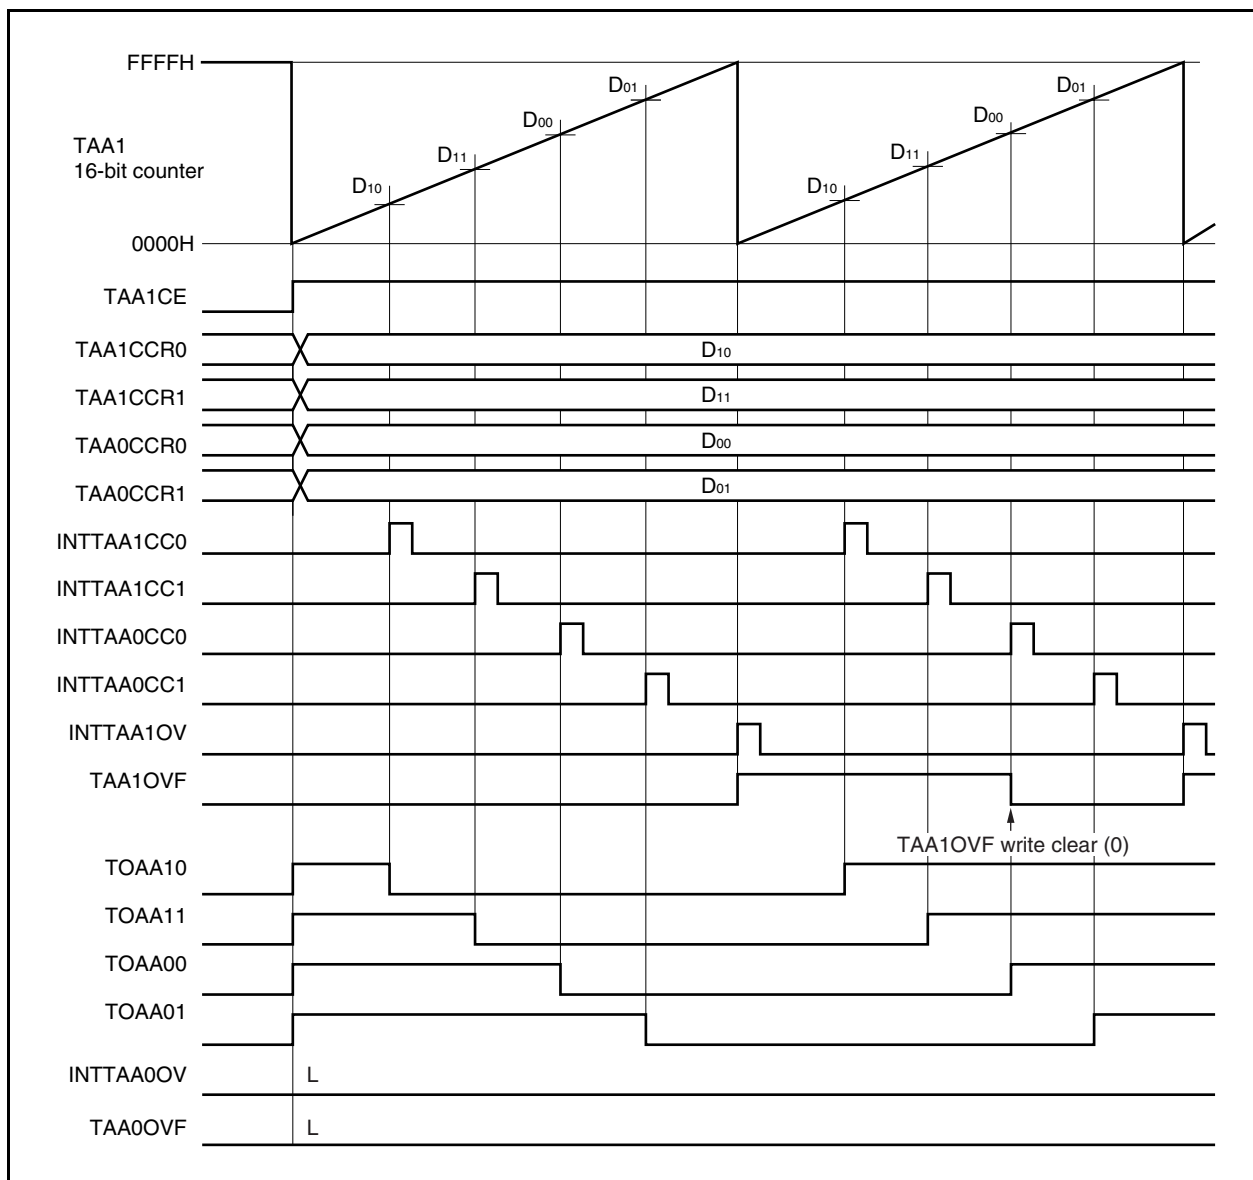 FFFFH
D01
D01
D00
D00
TAA1
16-bit counter
D11
D11
D10
D10
0000H
TAA1CE
TAA1CCR0
D10
TAA1CCR1
D11
TAA0CCR0
D00
TAA0CCR1
D01
INTTAA1CC0
INTTAA1CC1
INTTAA0CC0
INTTAA0CC1
INTTAA1OV
TAA1OVF
TAA1OVF write clear (0)
TOAA10
TOAA11
TOAA00
TOAA01
INTTAA0OV
L
TAA0OVF
L